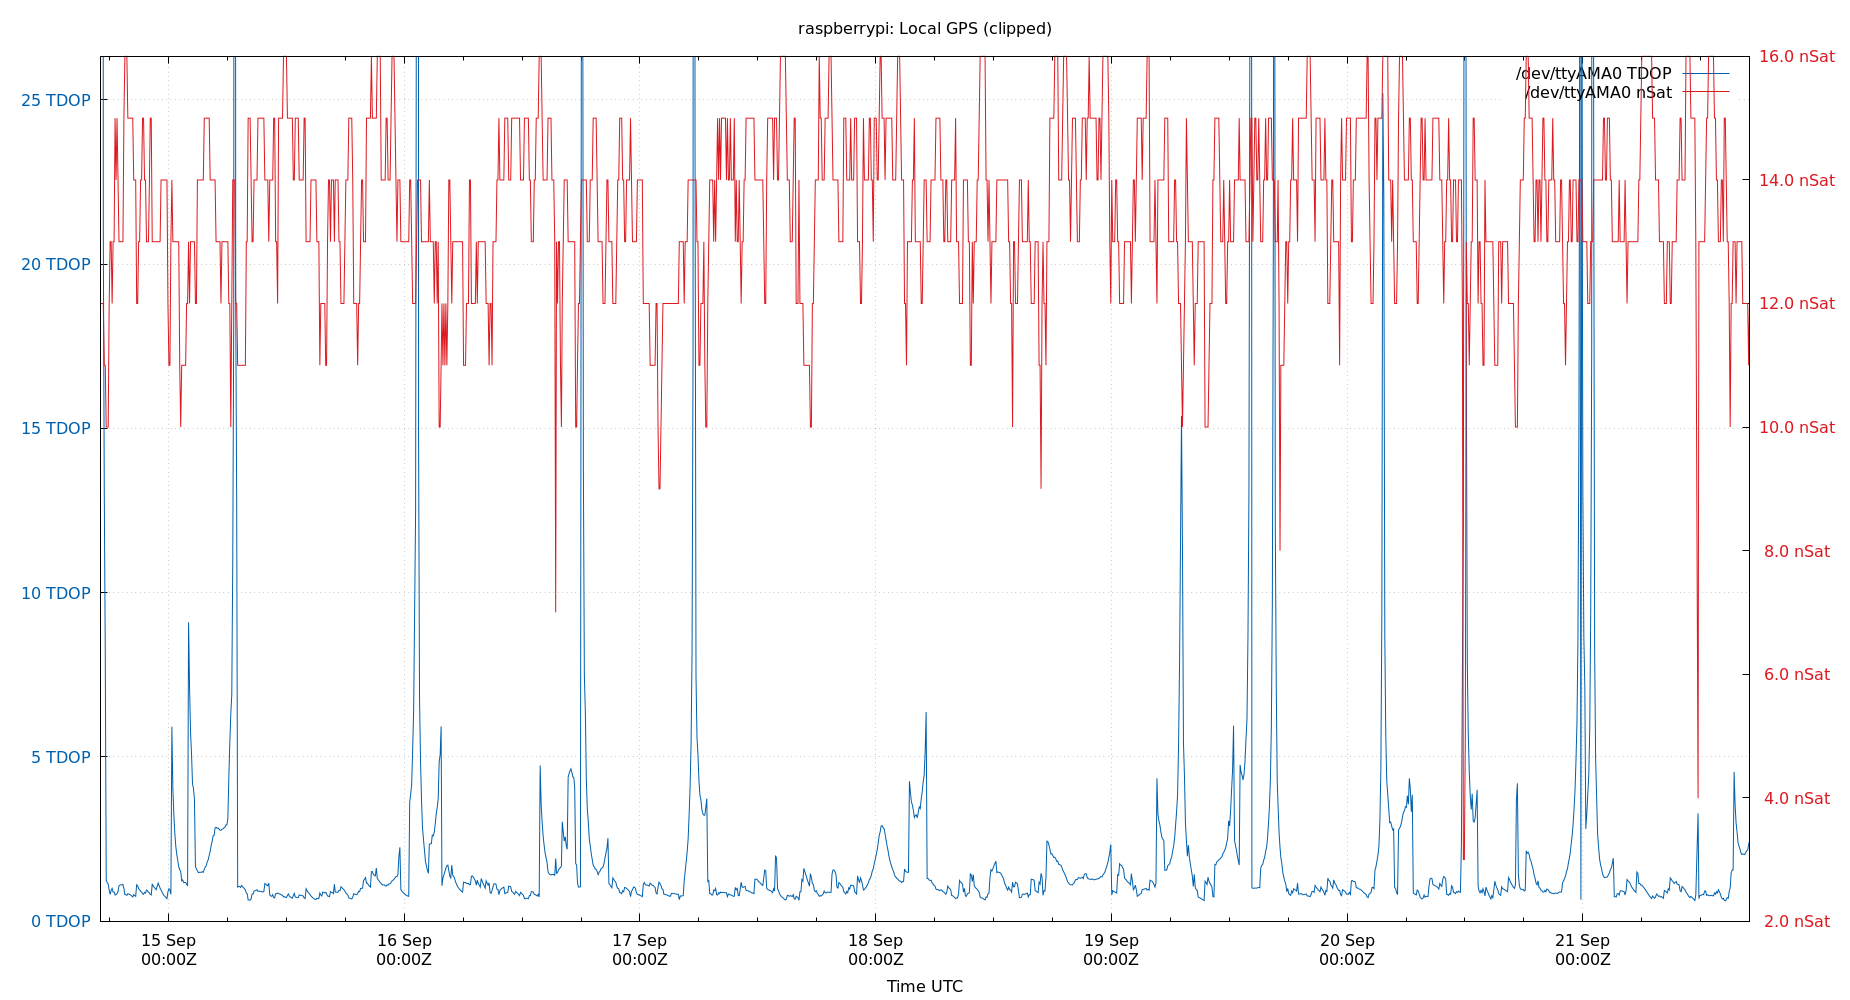 raspberrypi: Local GPS (clipped)
/dev/ttyAMA0 TDOP
/dev/ttyAMA0 nSat
25 TDOP
20 TDOP
15 TDOP
10 TDOP
5 TDOP
0 TDOP
16.0 nSat
14.0 nSat
12.0 nSat
10.0 nSat
8.0 nSat
6.0 nSat
4.0 nSat
2.0 nSat
15 Sep
00:00Z
16 Sep
00:00Z
17 Sep
00:00Z
18 Sep
00:00Z
19 Sep
00:00Z
20 Sep
00:00Z
21 Sep
00:00Z
Time UTC